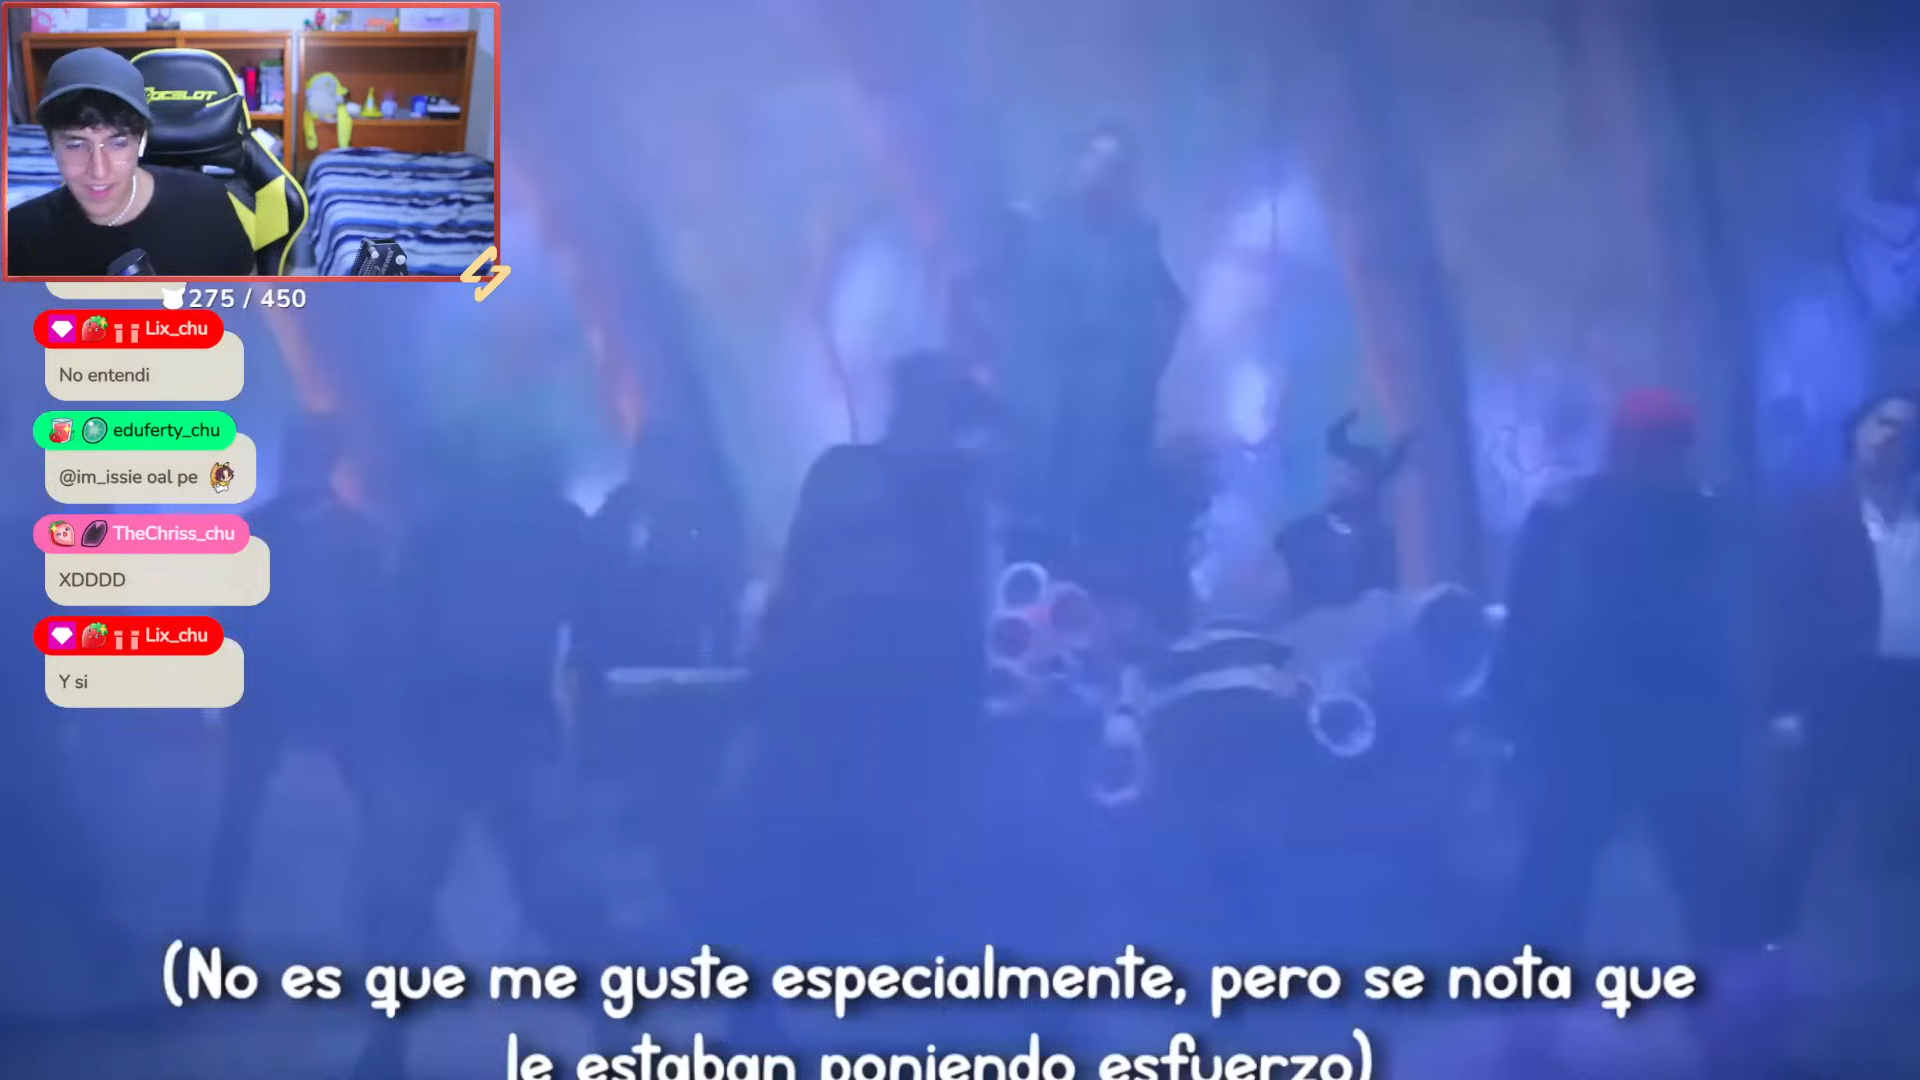 OCELOT
275 / 450
Lix_chu
No entendi
eduferty_chu
@im_issie oal pe
TheChriss_chu
XDDDD
Lix_chu
Y si
(No es que me guste especialmente, pero se nota que
le estaban poniendo esfuerzo)